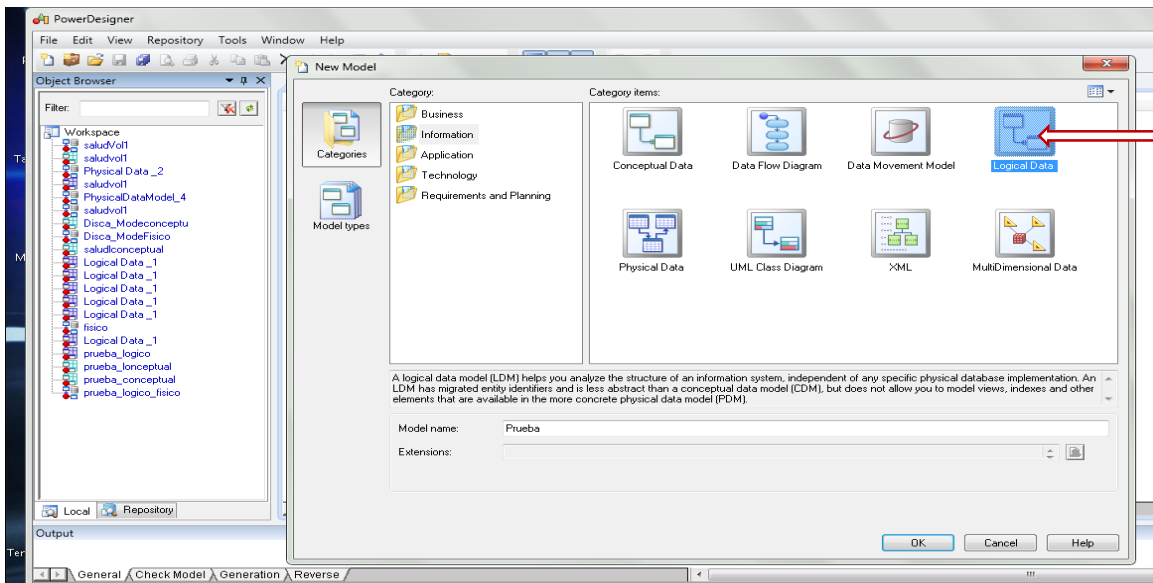 PowerDesigner
File Edit View Repository Tools Window Help
Object Browser
Filter:
Workspace
saludVol1
saludvol1
Physical Data _2
saludvol1
PhysicalDataModel_4
saludvol1
Disca_Modeconceptu
Disca_ModeFisico
saludlconceptual
Logical Data _1
Logical Data _1
Logical Data _1
Logical Data _1
Logical Data _1
fisico
Logical Data _1
prueba_logico
prueba_lonceptual
prueba_conceptual
prueba_logico_fisico
Local Repository
Output
General Check Model Generation Reverse
New Model
Categories
Model types
Category:
Business
Information
Application
Technology
Requirements and Planning
Category items:
Conceptual Data Data Flow Diagram Data Movement Model Logical Data
Physical Data UML Class Diagram XML MultiDimensional Data
A logical data model (LDM) helps you analyze the structure of an information system, independent of any specific physical database implementation. An
LDM has migrated entity identifiers and is less abstract than a conceptual data model (CDM), but does not allow you to model views, indexes and other
elements that are available in the more concrete physical data model (PDM).
Model name: Prueba
Extensions:
OK Cancel Help